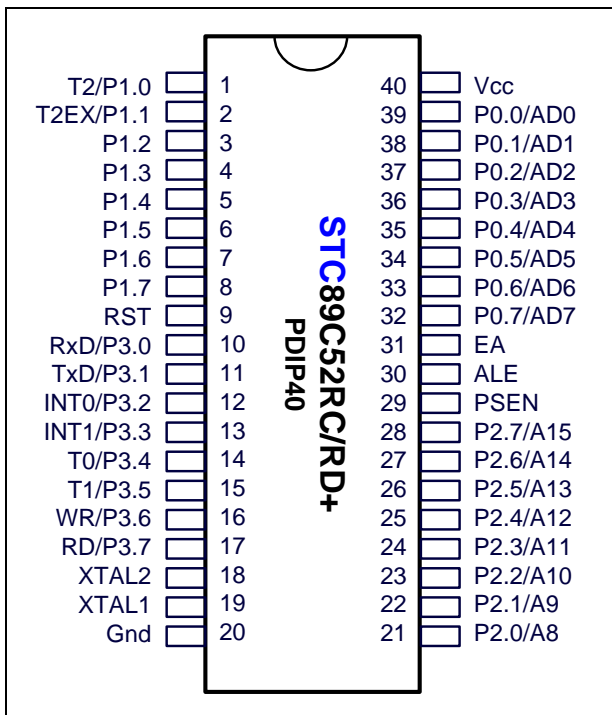 T2/P1.0 1 40 Vcc
T2EX/P1.1 2 39 P0.0/AD0
P1.2 3 38 P0.1/AD1
P1.3 4 37 P0.2/AD2
P1.4 5 36 P0.3/AD3
P1.5 6 35 P0.4/AD4
P1.6 7 34 P0.5/AD5
P1.7 8 33 P0.6/AD6
RST 9 32 P0.7/AD7
RxD/P3.0 10 31 EA
TxD/P3.1 11 30 ALE
INT0/P3.2 12 29 PSEN
INT1/P3.3 13 28 P2.7/A15
T0/P3.4 14 27 P2.6/A14
T1/P3.5 15 26 P2.5/A13
WR/P3.6 16 25 P2.4/A12
RD/P3.7 17 24 P2.3/A11
XTAL2 18 23 P2.2/A10
XTAL1 19 22 P2.1/A9
Gnd 20 21 P2.0/A8
STC89C52RC/RD+
PDIP40